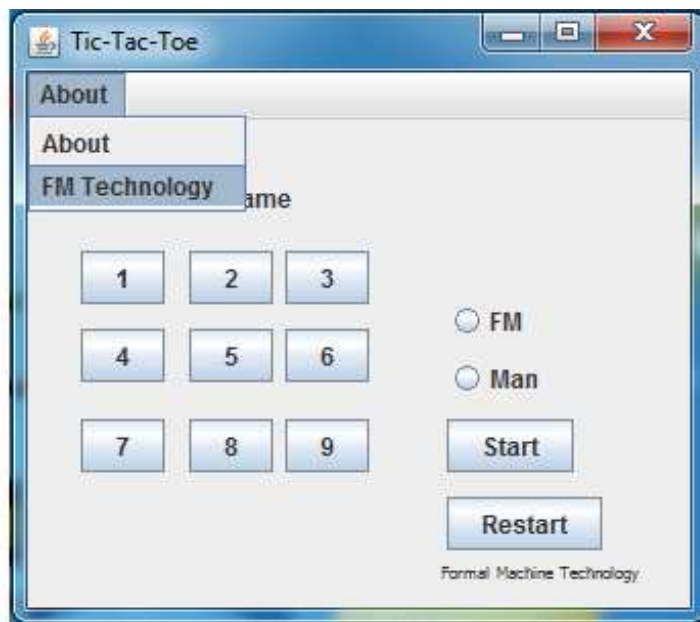 Tic-Tac-Toe
About
About
FM Technology
ame
1 2 3
FM
4 5 6
Man
7 8 9 Start
Restart
Formal Machine Technology